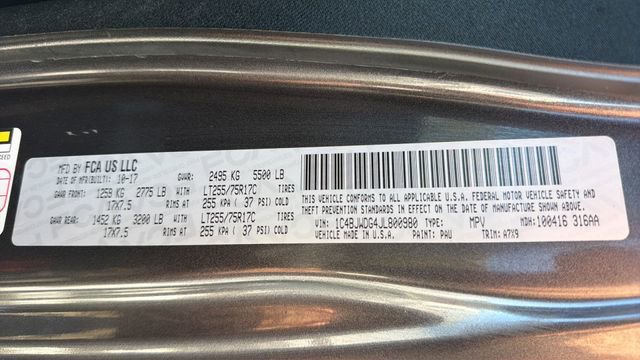 MFD BY FCA US LLC
DATE OF MFR(BUILT): 10-17
GVWR: 2495 KG 5500 LB
GAWR FRONT: 1259 KG 2775 LB WITH LT255/75R17C TIRES
17X7.5 RIMS AT 255 KPA ( 37 PSI) COLD
GAWR REAR: 1452 KG 3200 LB WITH LT255/75R17C TIRES
17X7.5 RIMS AT 255 KPA ( 37 PSI) COLD
THIS VEHICLE CONFORMS TO ALL APPLICABLE U.S.A. FEDERAL MOTOR VEHICLE SAFETY AND
THEFT PREVENTION STANDARDS IN EFFECT ON THE DATE OF MANUFACTURE SHOWN ABOVE.
VIN: 1C4BJWDG4JL800980 TYPE: MPV MDH: 100416 316AA
PAINT: PAU TRIM: A7X9